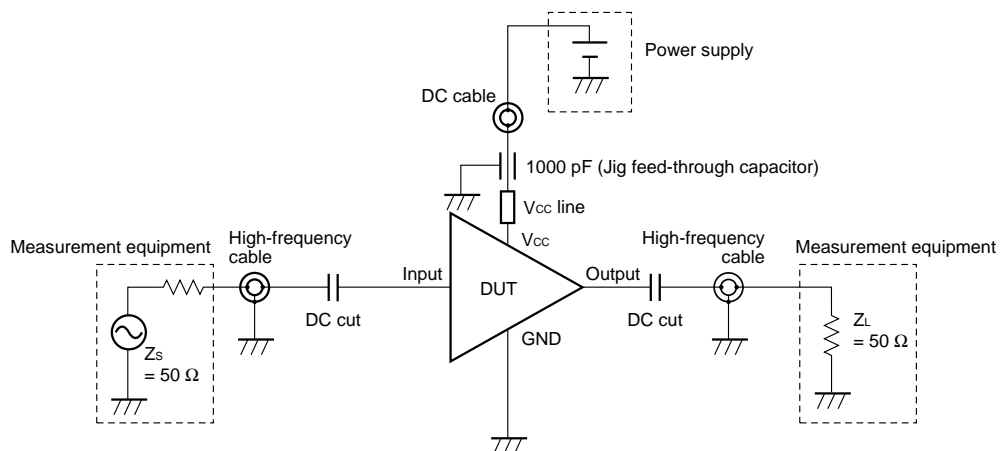 Power supply
DC cable
1000 pF (Jig feed-through capacitor)
VCC line
VCC
Measurement equipment
High-frequency
cable
Input
DC cut
ZS
= 50 Ω
DUT
GND
Output
DC cut
High-frequency
cable
Measurement equipment
ZL
= 50 Ω